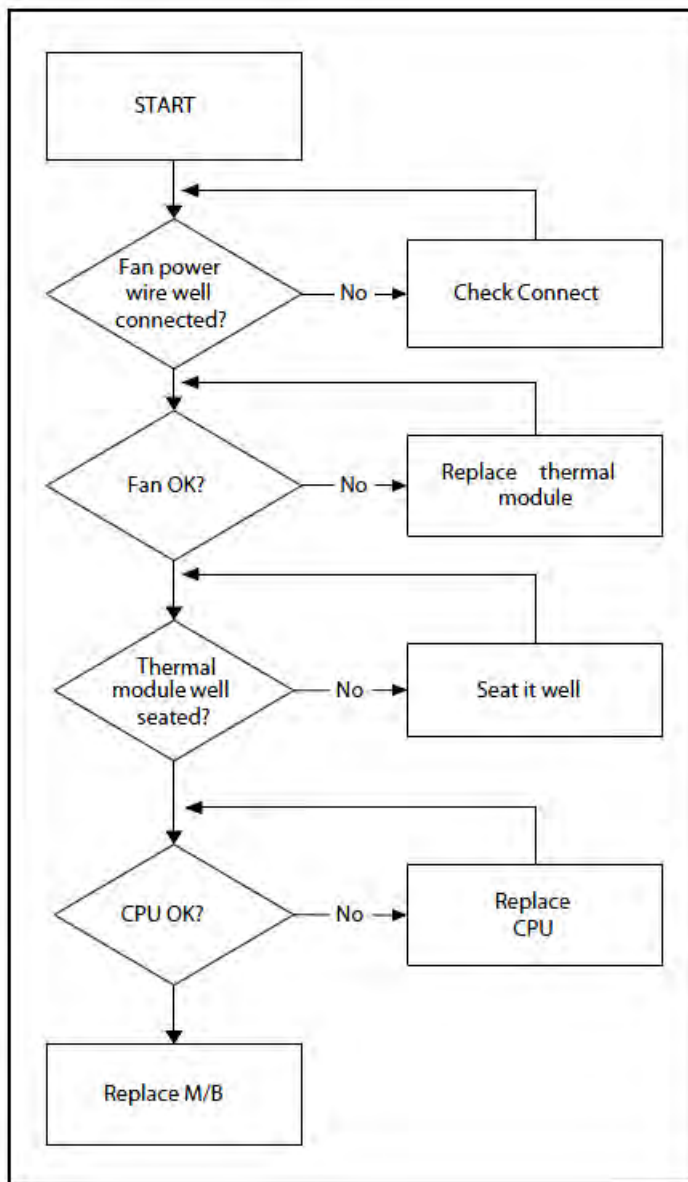 START
Fan power
wire well
connected?
No
Check Connect
Fan OK?
No
Replace thermal
module
Thermal
module well
seated?
No
Seat it well
CPU OK?
No
Replace
CPU
Replace M/B